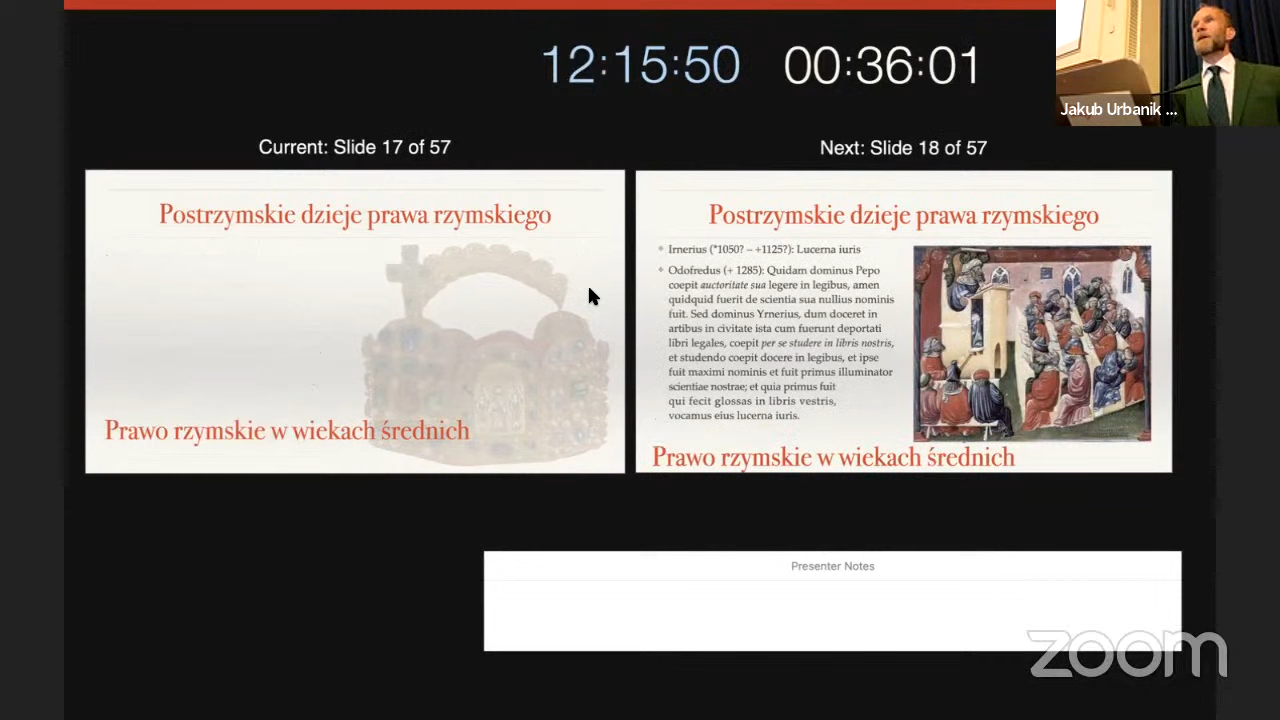 12:15:50 00:36:01
Jakub Urbanik ...
Current: Slide 17 of 57
Next: Slide 18 of 57
Postrzymskie dzieje prawa rzymskiego
Prawo rzymskie w wiekach średnich
Postrzymskie dzieje prawa rzymskiego
Irnerius (*1050? – +1125?): Lucerna iuris
Odofredus (+ 1285): Quidam dominus Pepo
coepit auctoritate sua legere in legibus, amen
quidquid fuerit de scientia sua nullius nominis
fuit. Sed dominus Yrnerius, dum doceret in
artibus in civitate ista cum fuerunt deportati
libri legales, coepit per se studere in libris nostris,
et studendo coepit docere in legibus, et ipse
fuit maximi nominis et fuit primus illuminator
scientiae nostrae; et quia primus fuit
qui fecit glossas in libris vestris,
vocamus eius lucerna iuris.
Prawo rzymskie w wiekach średnich
Presenter Notes
zoom